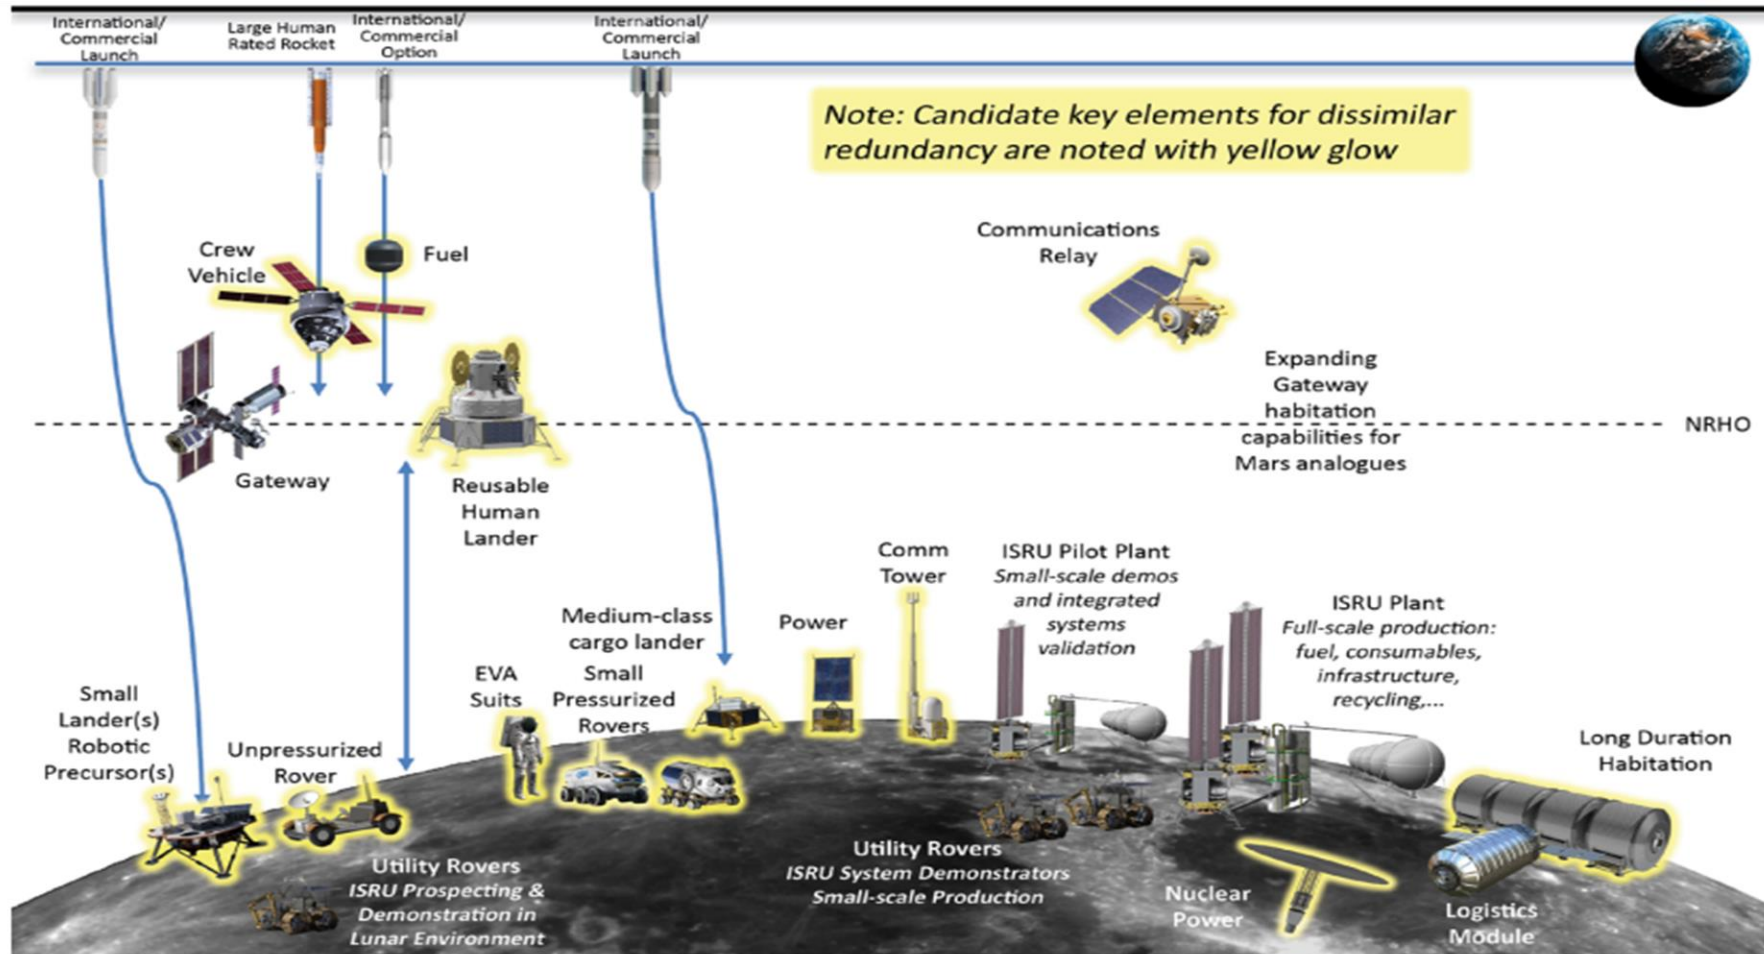 International/
Commercial
Launch
Large Human
Rated Rocket
International/
Commercial
Option
International/
Commercial
Launch
Note: Candidate key elements for dissimilar
redundancy are noted with yellow glow
Crew
Vehicle
Fuel
Communications
Relay
Expanding
Gateway
habitation
capabilities for
Mars analogues
NRHO
Gateway
Reusable
Human
Lander
Comm
Tower
ISRU Pilot Plant
Small-scale demos
and integrated
systems
validation
ISRU Plant
Full-scale production:
fuel, consumables,
infrastructure,
recycling,...
Medium-class
cargo lander
Power
EVA
Suits
Small
Pressurized
Rovers
Small
Lander(s)
Robotic
Precursor(s)
Unpressurized
Rover
Long Duration
Habitation
Utility Rovers
ISRU Prospecting &
Demonstration in
Lunar Environment
Utility Rovers
ISRU System Demonstrators
Small-scale Production
Nuclear
Power
Logistics
Module